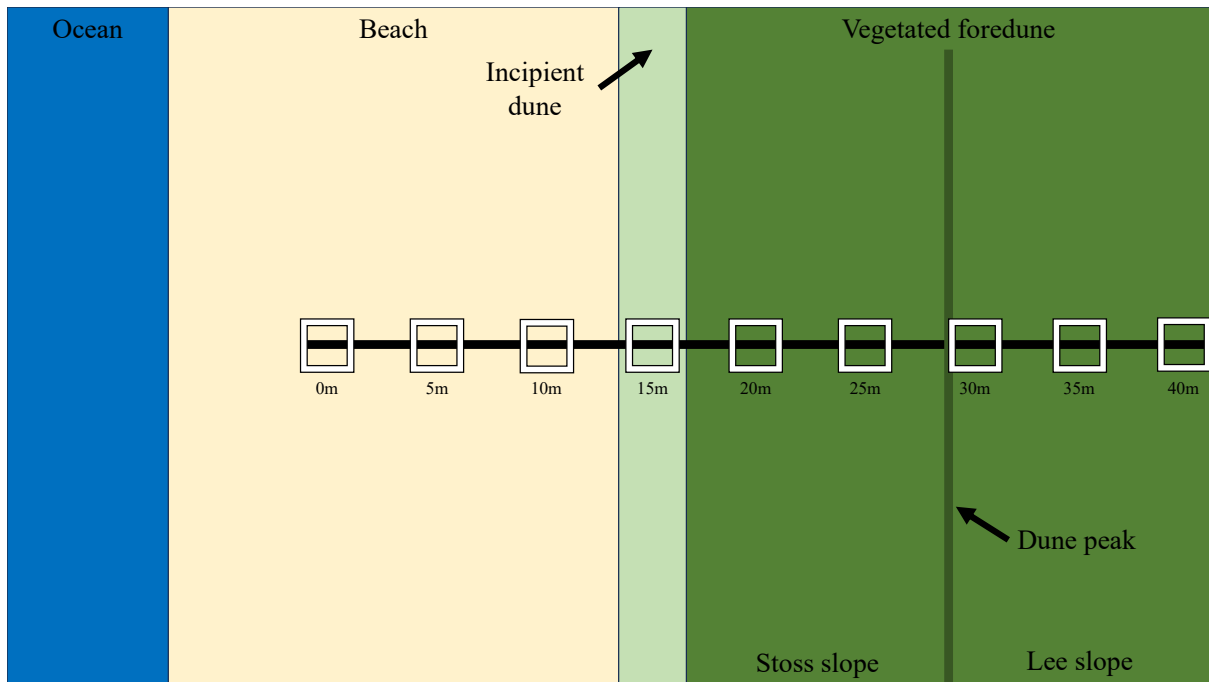 Ocean
Beach
Vegetated foredune
Incipient
dune
0m
5m
10m
15m
20m
25m
30m
35m
40m
Dune peak
Stoss slope
Lee slope